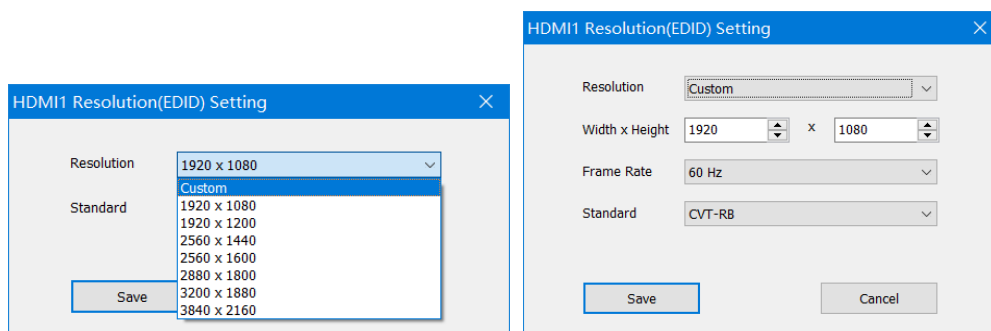 HDMI1 Resolution(EDID) Setting
Resolution 1920 x 1080
Custom
1920 x 1080
Standard
1920 x 1200
2560 x 1440
2560 x 1600
2880 x 1800
3200 x 1880
3840 x 2160
Save
HDMI1 Resolution(EDID) Setting
Resolution Custom
Width x Height 1920 x 1080
Frame Rate 60 Hz
Standard CVT-RB
Save Cancel